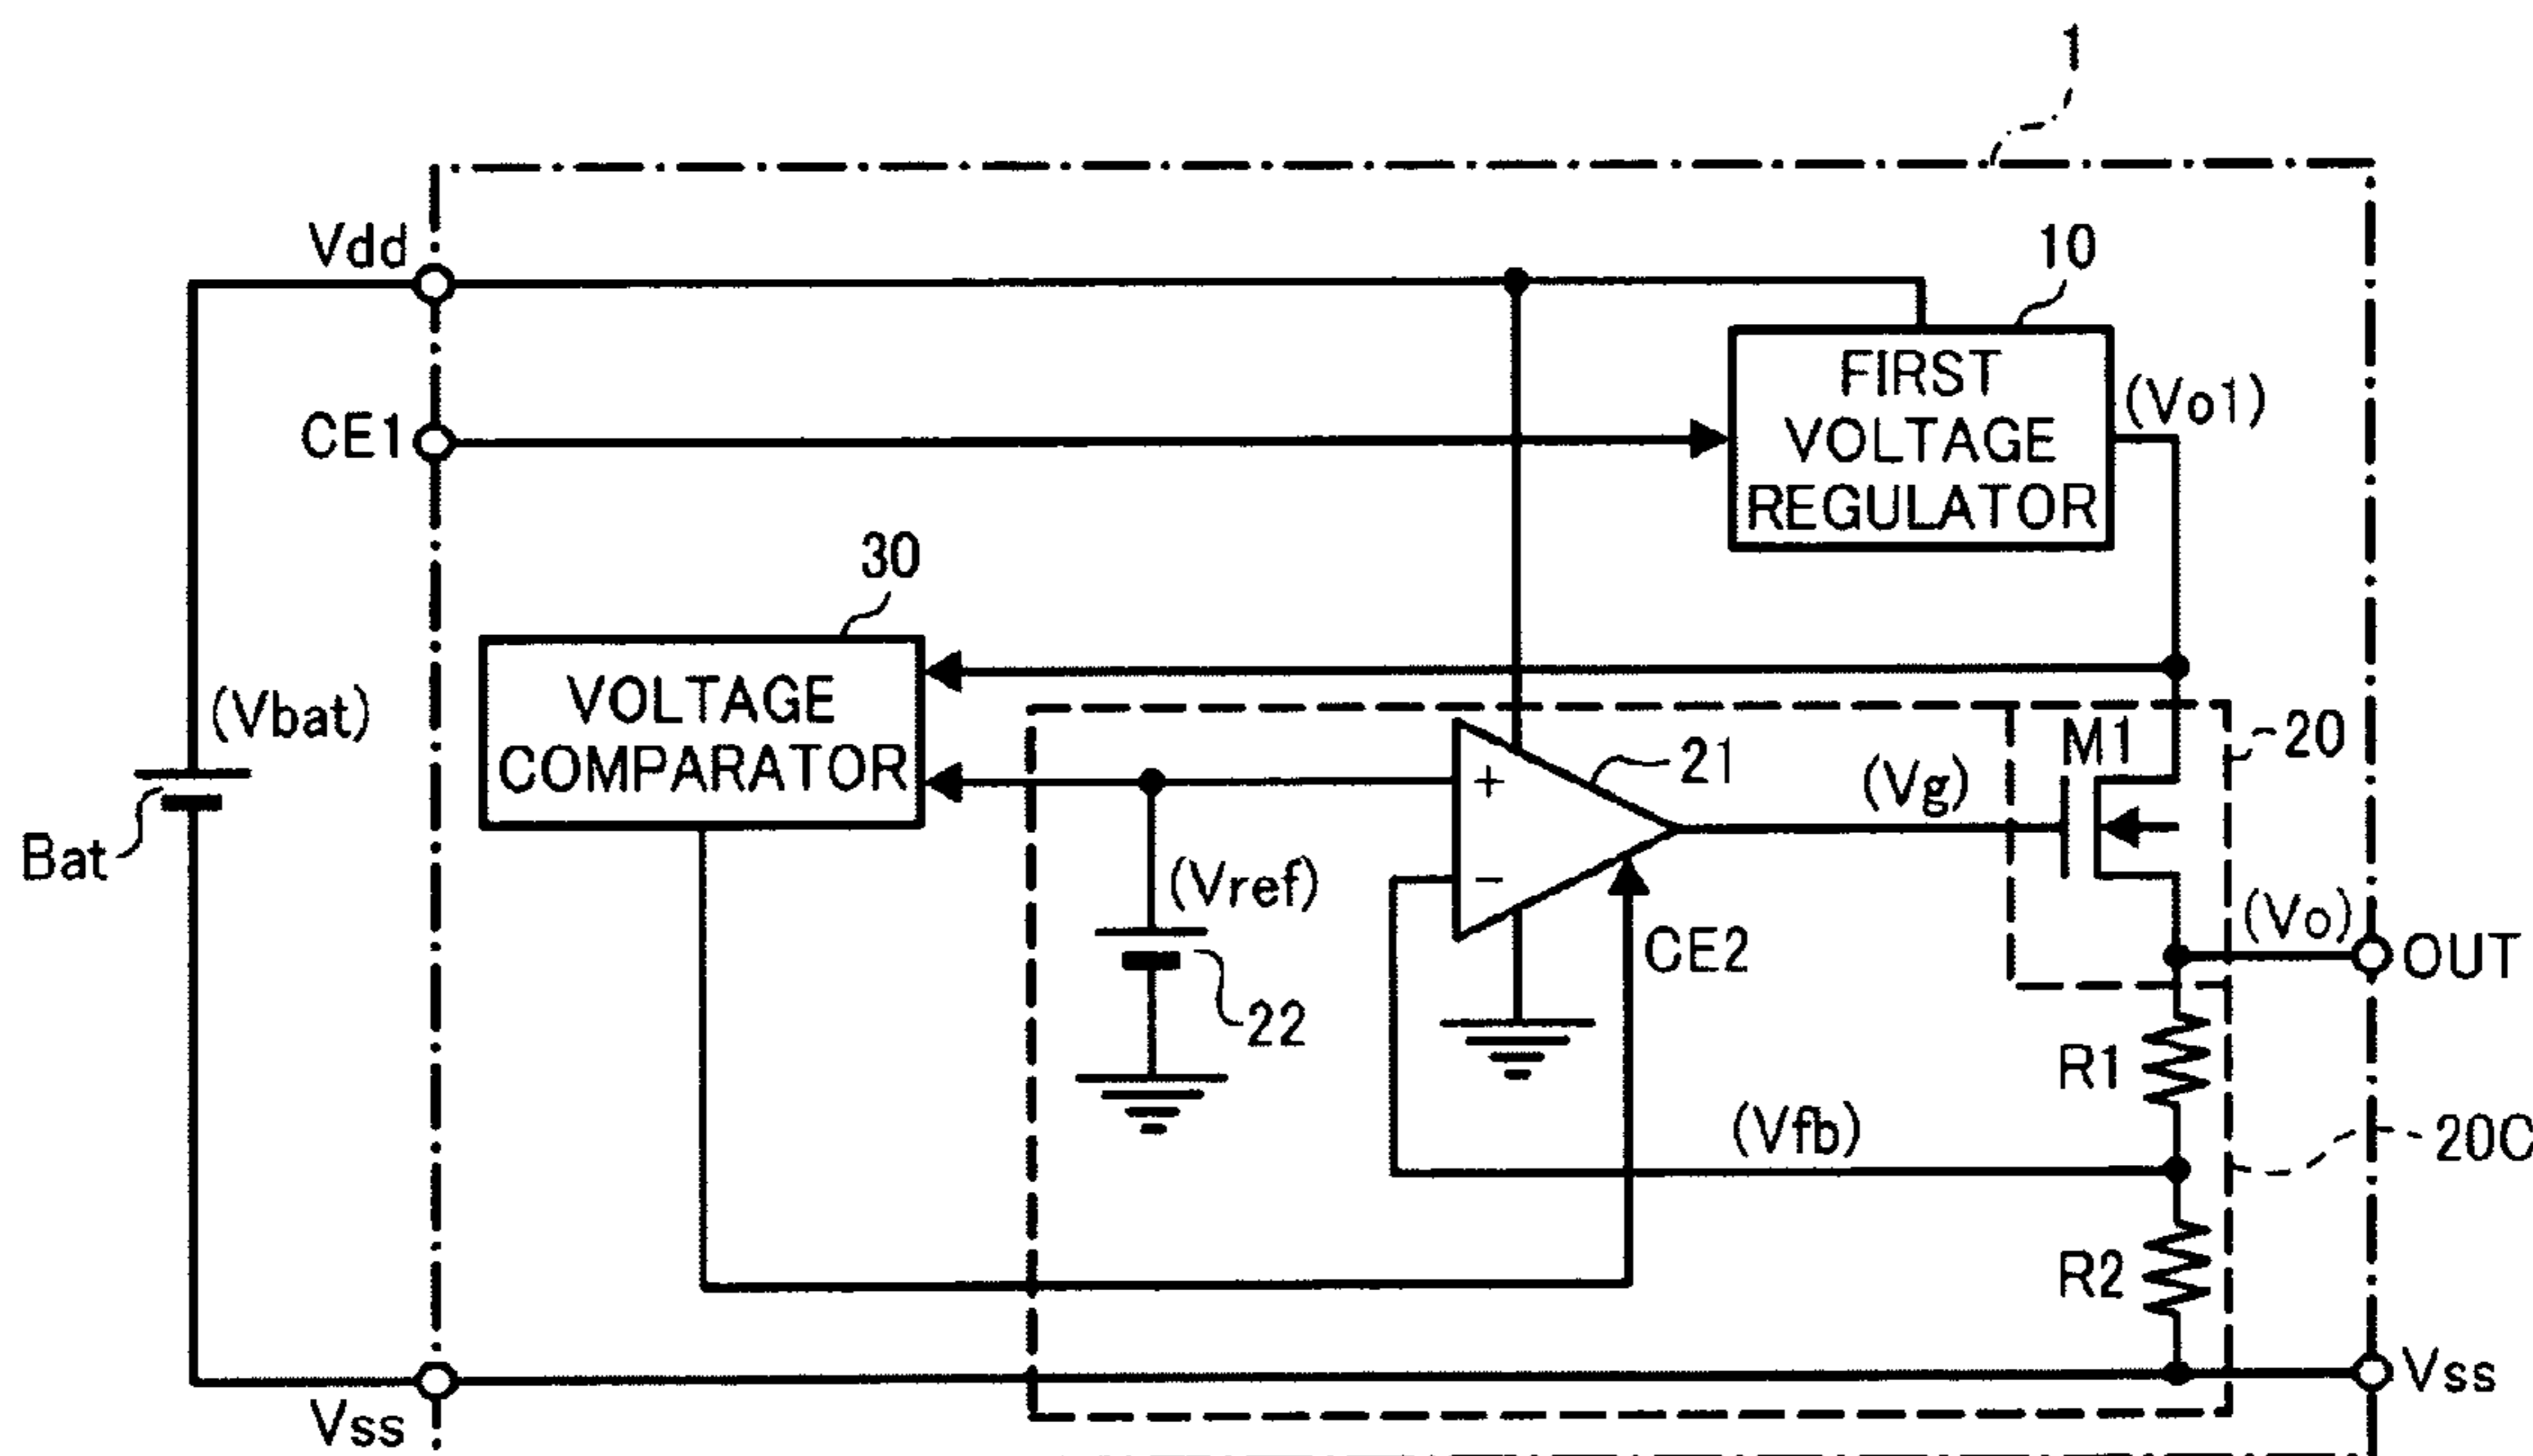 1
Vdd
10
CE1
FIRST
VOLTAGE
REGULATOR
(Vo1)
30
VOLTAGE
COMPARATOR
(Vbat)
Bat
+
−
21
(Vg)
M1
20
(Vref)
22
CE2
(Vo)
OUT
R1
(Vfb)
20C
R2
Vss
Vss